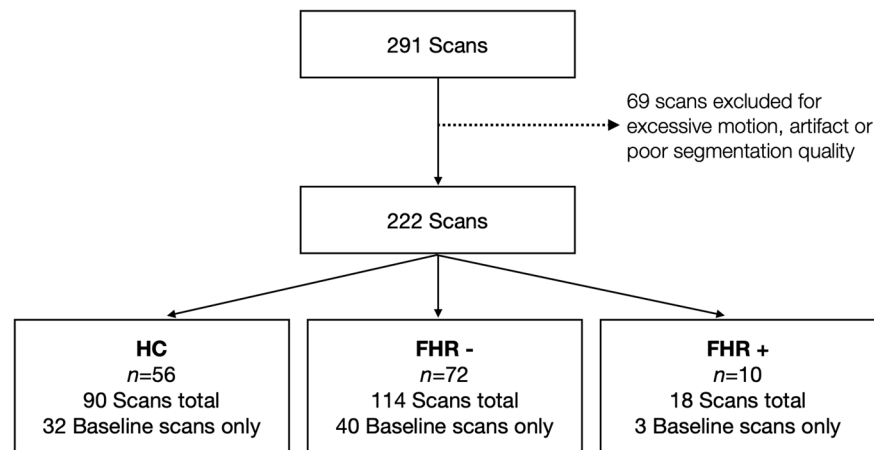 291 Scans
69 scans excluded for
excessive motion, artifact or
poor segmentation quality
222 Scans
HC
n=56
90 Scans total
32 Baseline scans only
FHR -
n=72
114 Scans total
40 Baseline scans only
FHR +
n=10
18 Scans total
3 Baseline scans only